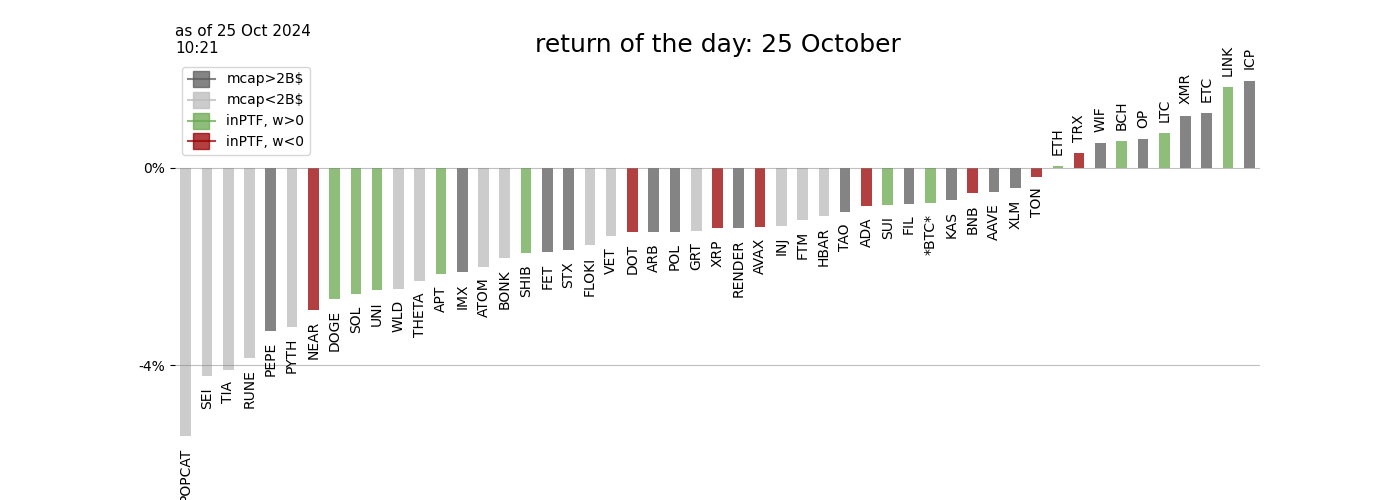 as of 25 Oct 2024
10:21
return of the day: 25 October
mcap>2B$
mcap<2B$
inPTF, w>0
inPTF, w<0
0%
-4%
POPCAT
SEI
TIA
RUNE
PEPE
PYTH
NEAR
DOGE
SOL
UNI
WLD
THETA
APT
IMX
ATOM
BONK
SHIB
FET
STX
FLOKI
VET
DOT
ARB
POL
GRT
XRP
RENDER
AVAX
INJ
FTM
HBAR
TAO
ADA
SUI
FIL
*BTC*
KAS
BNB
AAVE
XLM
TON
ETH
TRX
WIF
BCH
OP
LTC
XMR
ETC
LINK
ICP